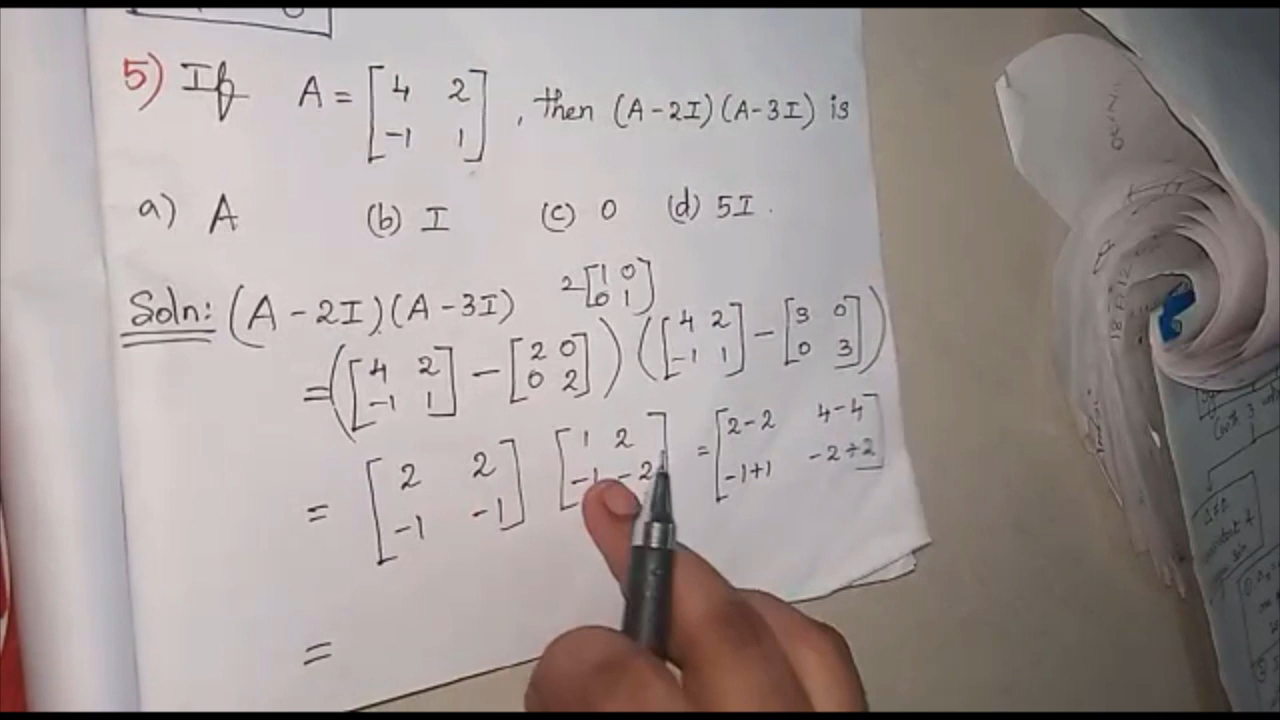 5) If A = [4 2 -1 1], then (A-2I)(A-3I) is
a) A (b) I (c) 0 (d) 5I.
Soln: (A-2I)(A-3I) 2[1 0 0 1]
= ([4 2 -1 1] - [2 0 0 2]) ([4 2 -1 1] - [3 0 0 3])
= [2 2 -1 -1] [1 2 -1 -2] = [2-2 4-4 -1+1 -2+2]
=